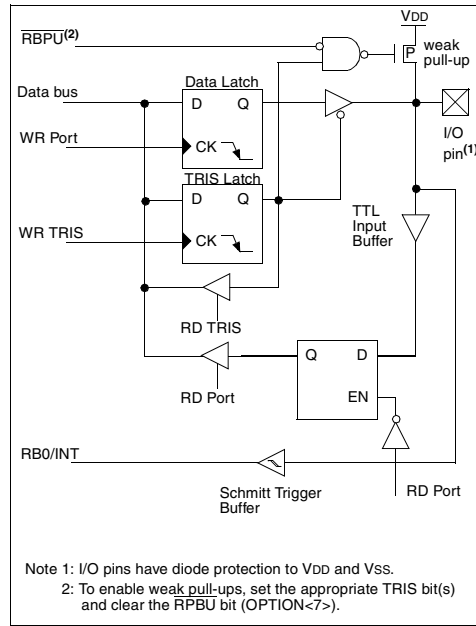 VDD
RBPU(2)
P
weak
pull-up
Data Latch
Data bus
D Q
WR Port
CK
I/O
pin(1)
TRIS Latch
D Q
TTL
Input
Buffer
WR TRIS
CK
RD TRIS
Q D
RD Port
EN
RB0/INT
Schmitt Trigger
Buffer
RD Port
Note 1: I/O pins have diode protection to VDD and VSS.
2: To enable weak pull-ups, set the appropriate TRIS bit(s)
and clear the RPBU bit (OPTION<7>).